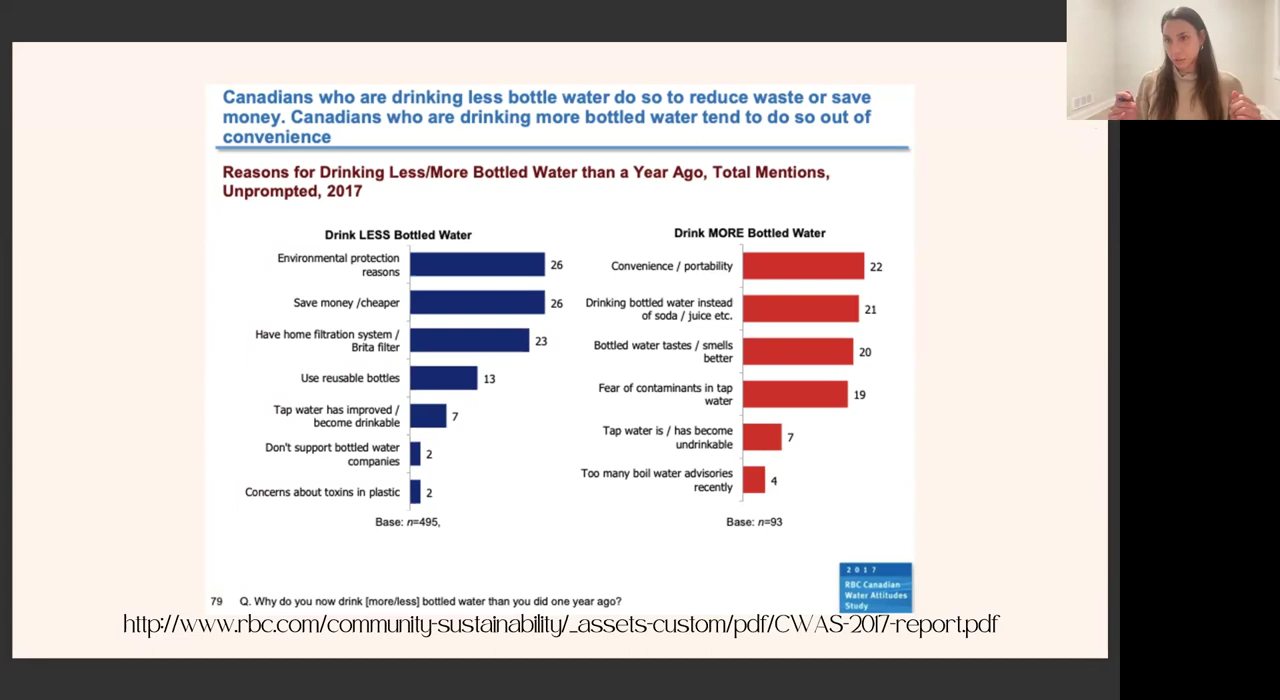 Canadians who are drinking less bottle water do so to reduce waste or save
money. Canadians who are drinking more bottled water tend to do so out of
convenience
Reasons for Drinking Less/More Bottled Water than a Year Ago, Total Mentions,
Unprompted, 2017
Drink LESS Bottled Water
Environmental protection
reasons
26
Save money /cheaper
26
Have home filtration system /
Brita filter
23
Use reusable bottles
13
Tap water has improved /
become drinkable
7
Don't support bottled water
companies
2
Concerns about toxins in plastic
2
Base: n=495,
Drink MORE Bottled Water
Convenience / portability
22
Drinking bottled water instead
of soda / juice etc.
21
Bottled water tastes / smells
better
20
Fear of contaminants in tap
water
19
Tap water is / has become
undrinkable
7
Too many boil water advisories
recently
4
Base: n=93
2017
RBC Canadian
Water Attitudes
Study
79 Q. Why do you now drink [more/less] bottled water than you did one year ago?
http://www.rbc.com/community-sustainability/_assets-custom/pdf/CWAS-2017-report.pdf